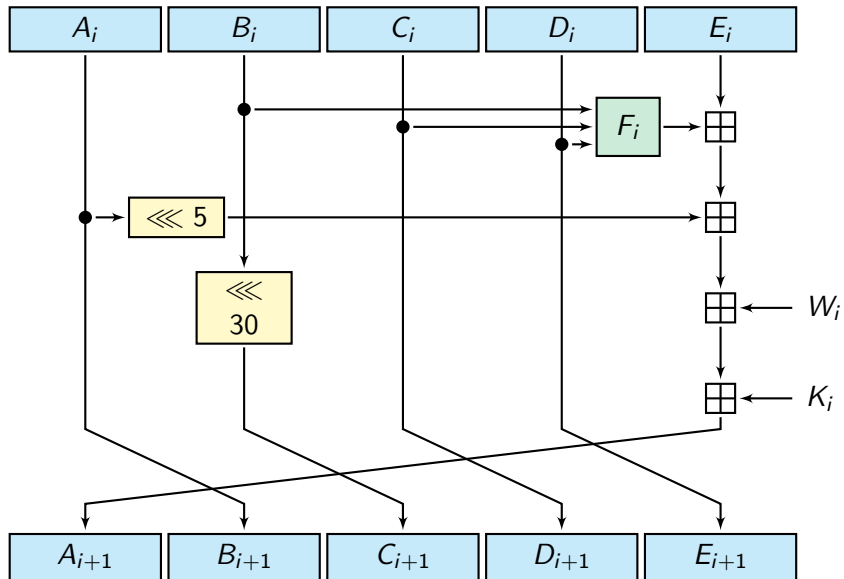 A_i B_i C_i D_i E_i
F_i
⋘ 5
⋘
30
W_i
K_i
A_{i+1} B_{i+1} C_{i+1} D_{i+1} E_{i+1}